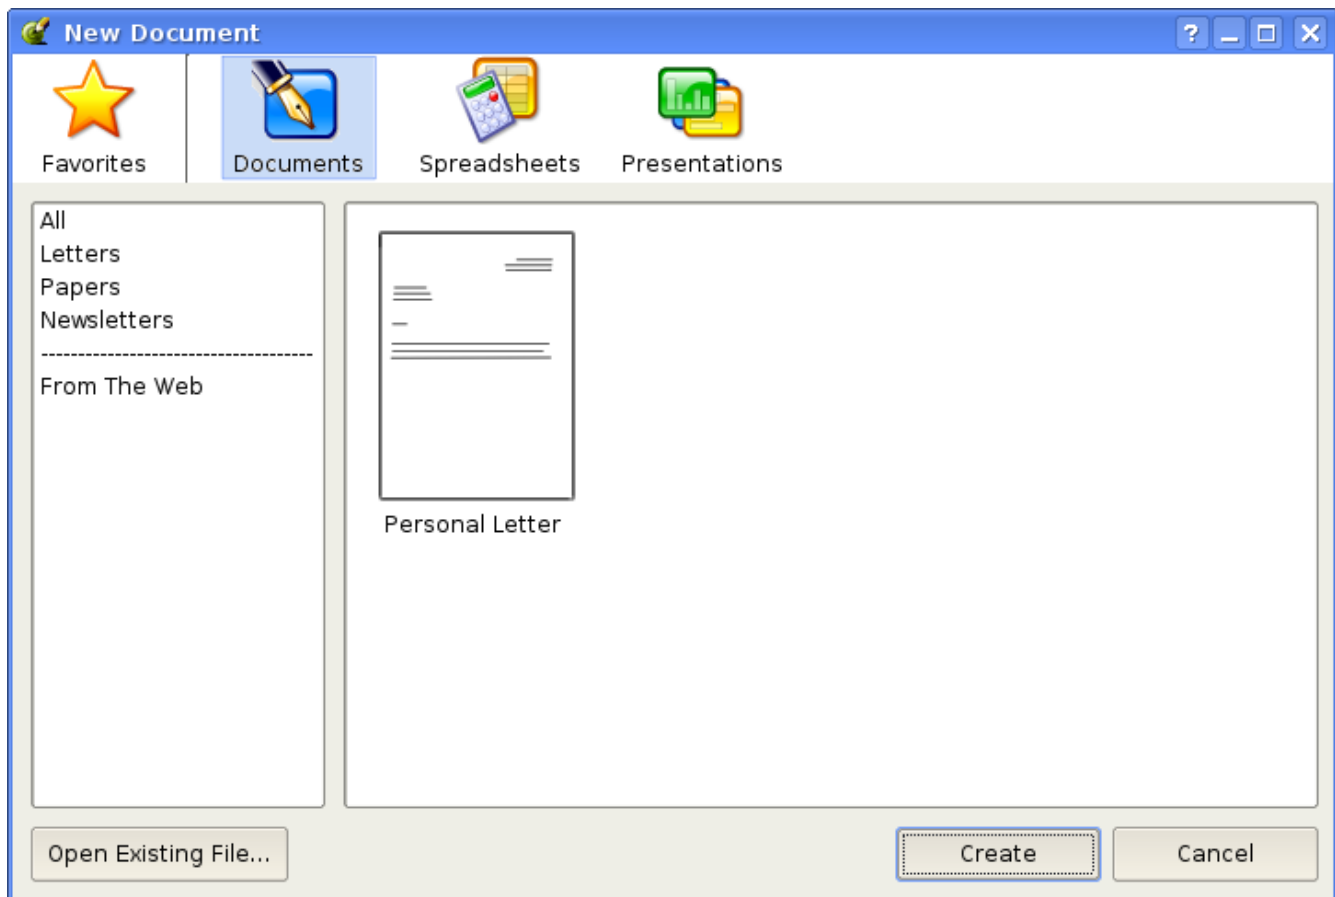 New Document
Favorites Documents Spreadsheets Presentations
All
Letters
Papers
Newsletters
------------------------------------
From The Web
Personal Letter
Open Existing File... Create Cancel